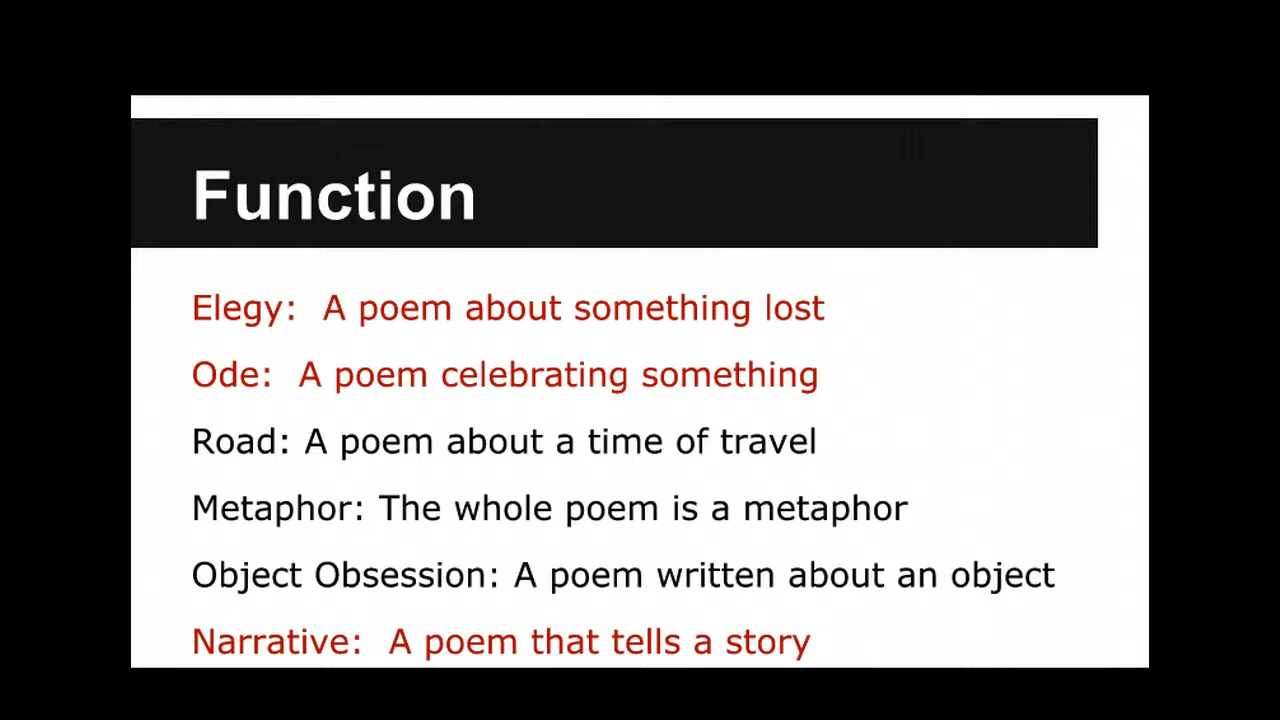 Function
Elegy:  A poem about something lost
Ode:  A poem celebrating something
Road: A poem about a time of travel
Metaphor: The whole poem is a metaphor
Object Obsession: A poem written about an object
Narrative:  A poem that tells a story